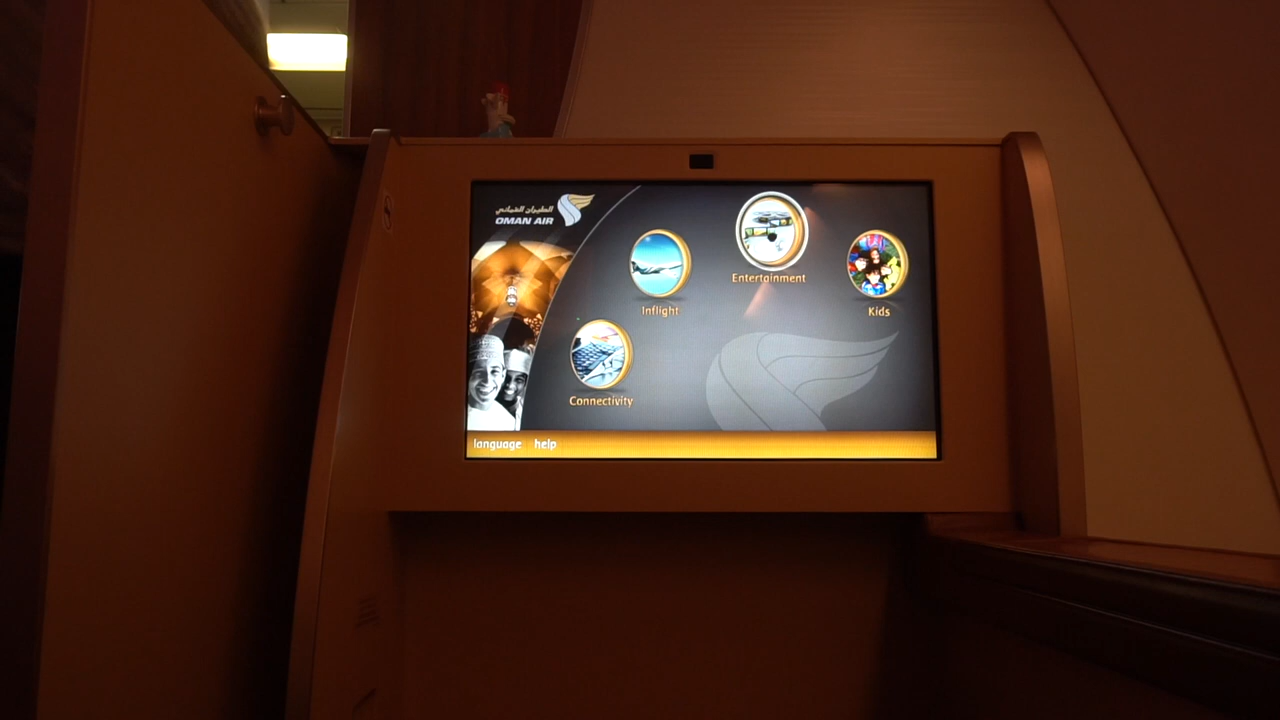 الطيران العماني
OMAN AIR
Entertainment
Inflight
Kids
Connectivity
language help